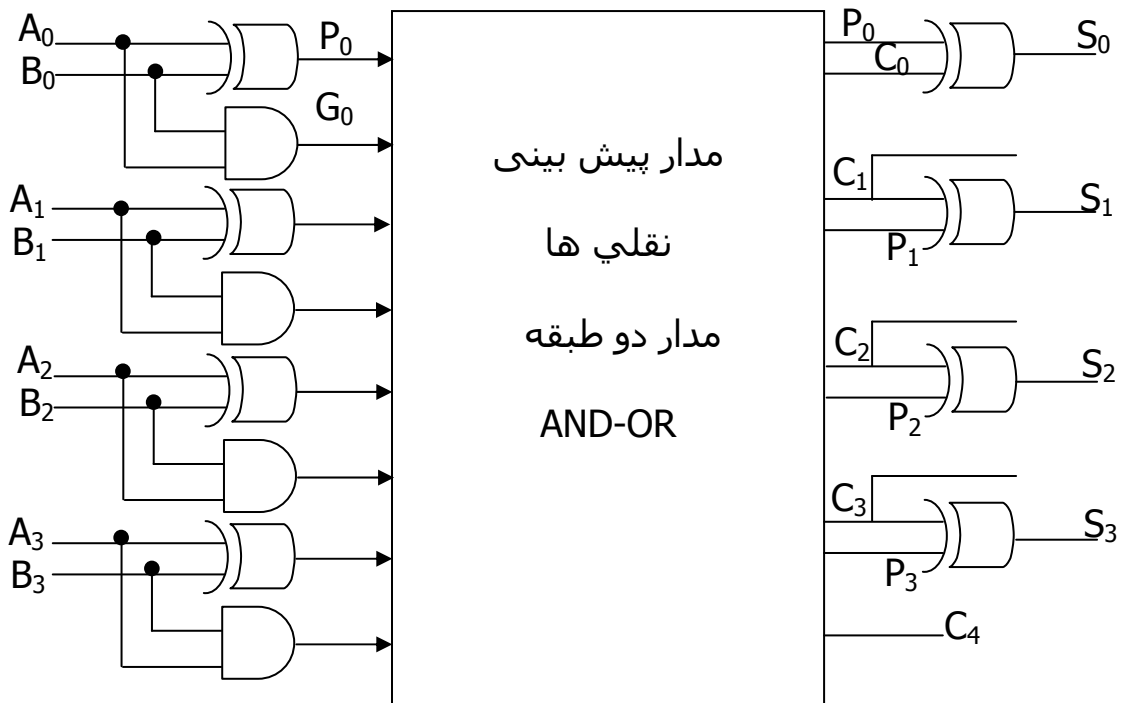 A₀
B₀
P₀
G₀
A₁
B₁
A₂
B₂
A₃
B₃
مدار پیش بینی
نقلي ها
مدار دو طبقه
AND-OR
P₀
C₀
S₀
C₁
P₁
S₁
C₂
P₂
S₂
C₃
P₃
S₃
C₄